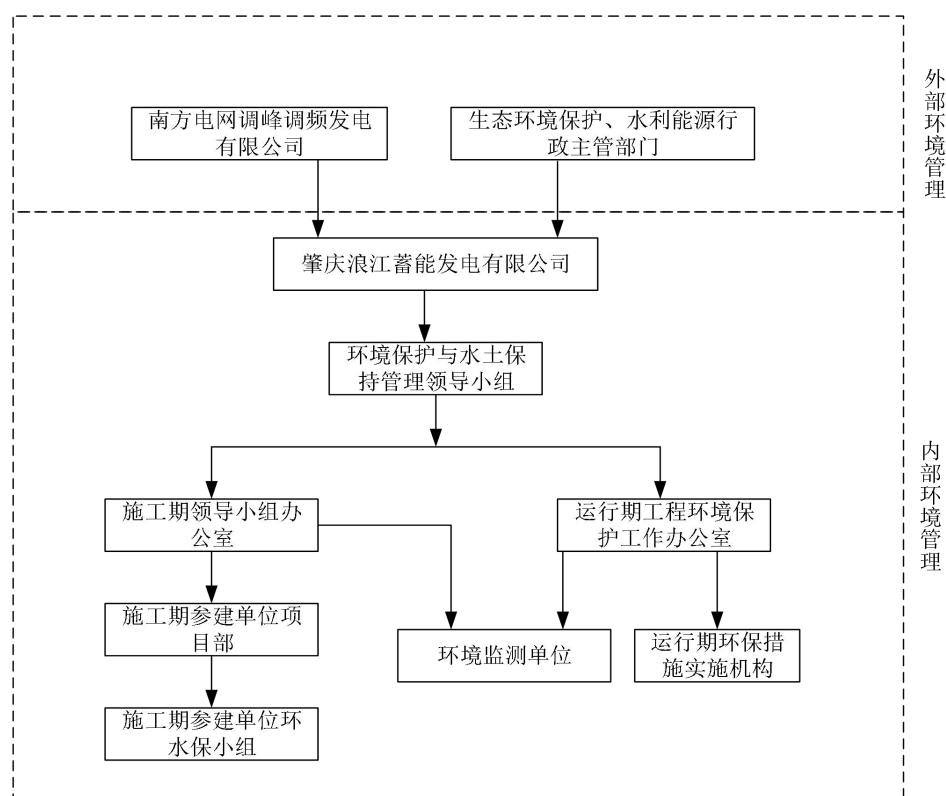 南方电网调峰调频发电
有限公司
生态环境保护、水利能源行
政主管部门
外部环境管理
肇庆浪江蓄能发电有限公司
环境保护与水土保
持管理领导小组
内部环境管理
施工期领导小组办
公室
运行期工程环境保
护工作办公室
施工期参建单位项
目部
环境监测单位
运行期环保措
施实施机构
施工期参建单位环
水保小组